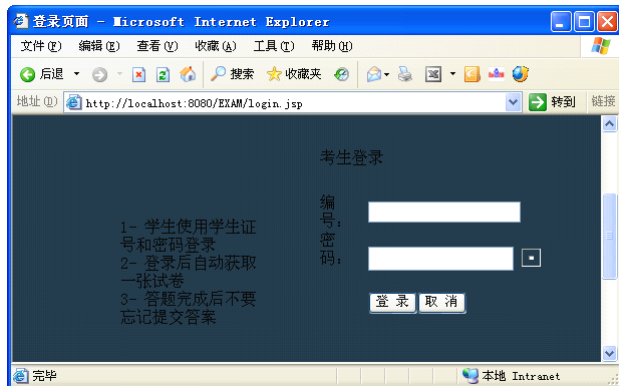 登录页面 - Microsoft Internet Explorer
文件(F) 编辑(E) 查看(V) 收藏(A) 工具(T) 帮助(H)
后退 搜索 收藏夹
地址(D) http://localhost:8080/EXAM/login.jsp 转到 链接
考生登录
编
号：
密
码：
1- 学生使用学生证
号和密码登录
2- 登录后自动获取
一张试卷
3- 答题完成后不要
忘记提交答案
登 录 取 消
完毕 本地 Intranet